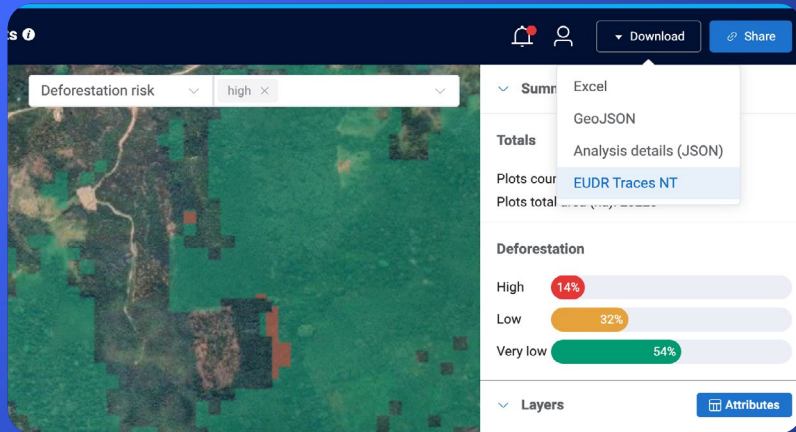 ts i
Download
Share
Deforestation risk
high ×
Excel
GeoJSON
Analysis details (JSON)
EUDR Traces NT
Summ
Totals
Plots coun
Plots total
Deforestation
High 14%
Low 32%
Very low 54%
Layers
Attributes